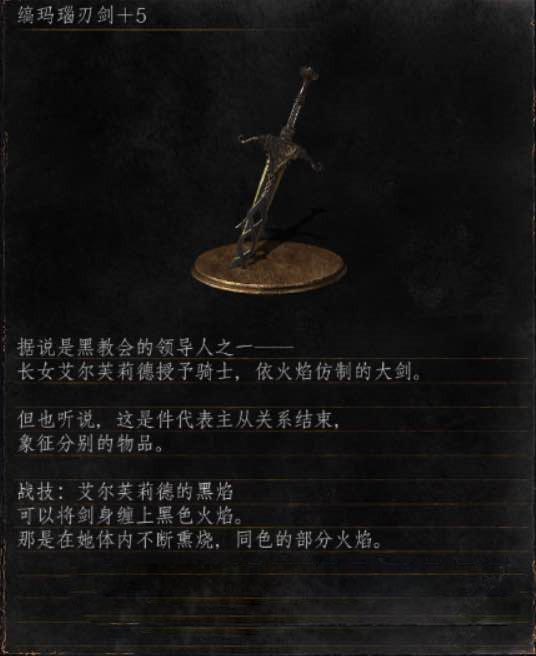 缟玛瑙刃剑+5
据说是黑教会的领导人之一——
长女艾尔芙莉德授予骑士，依火焰仿制的大剑。
但也听说，这是件代表主从关系结束，
象征分别的物品。
战技：艾尔芙莉德的黑焰
可以将剑身缠上黑色火焰。
那是在她体内不断熏烧，同色的部分火焰。